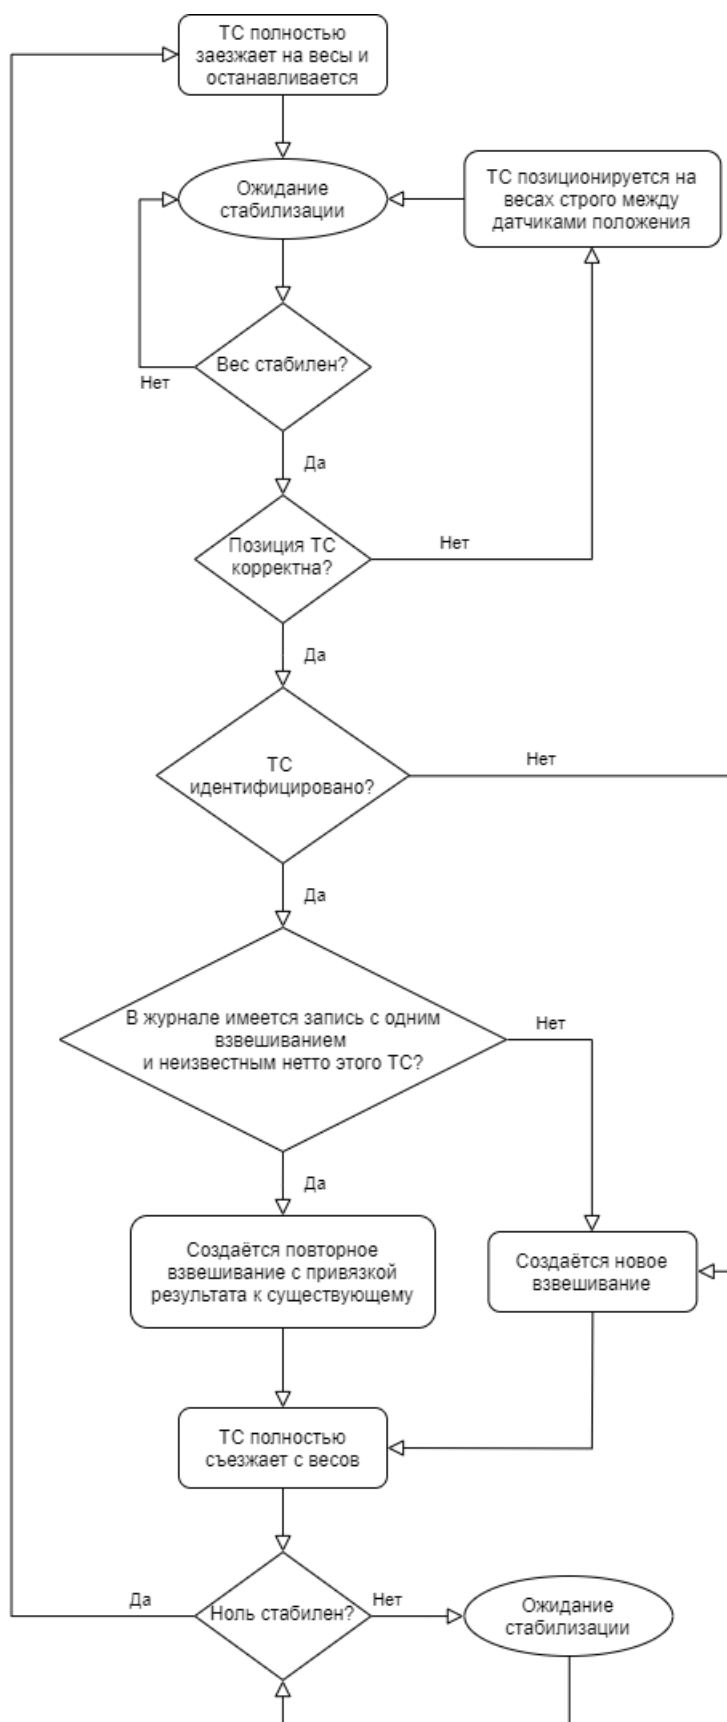 ТС полностью
заезжает на весы и
останавливается
Ожидание
стабилизации
ТС позиционируется на
весах строго между
датчиками положения
Вес стабилен?
Нет
Да
Позиция ТС
корректна?
Нет
Да
ТС
идентифицировано?
Нет
Да
В журнале имеется запись с одним
взвешиванием
и неизвестным нетто этого ТС?
Нет
Да
Создаётся повторное
взвешивание с привязкой
результата к существующему
Создаётся новое
взвешивание
ТС полностью
съезжает с весов
Да
Ноль стабилен?
Нет
Ожидание
стабилизации